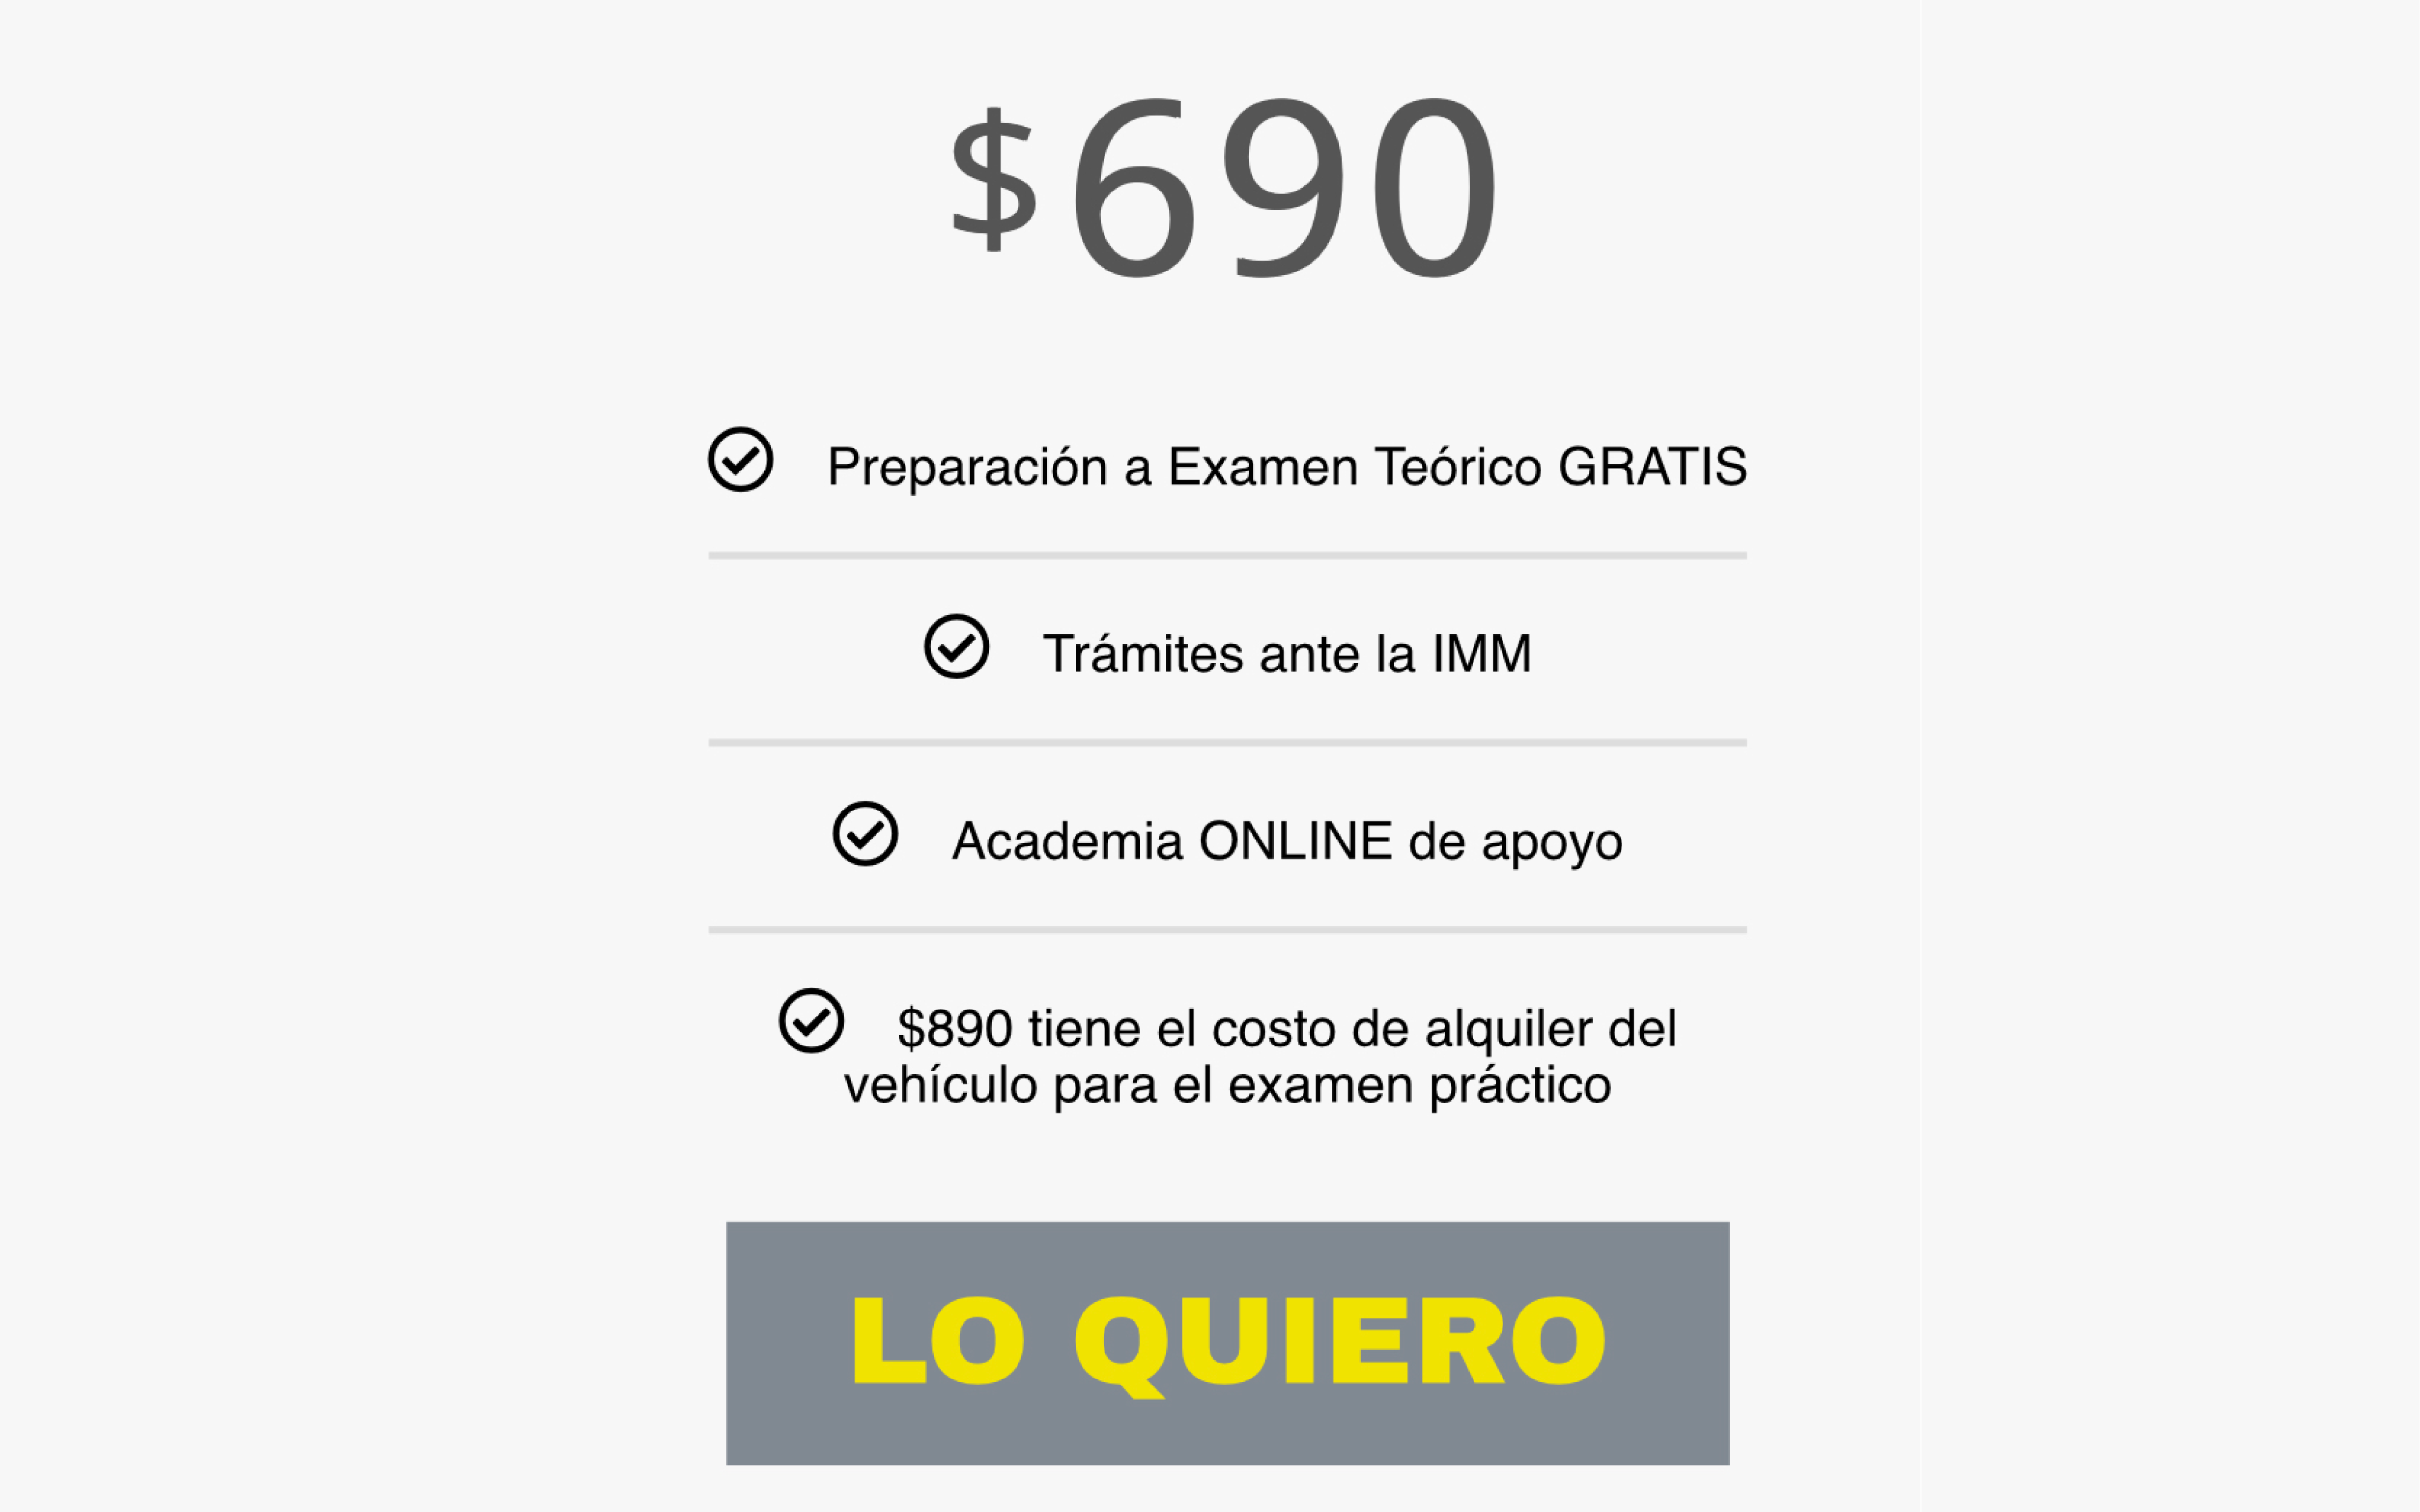 $690
Preparación a Examen Teórico GRATIS
Trámites ante la IMM
Academia ONLINE de apoyo
$890 tiene el costo de alquiler del
vehículo para el examen práctico
LO QUIERO